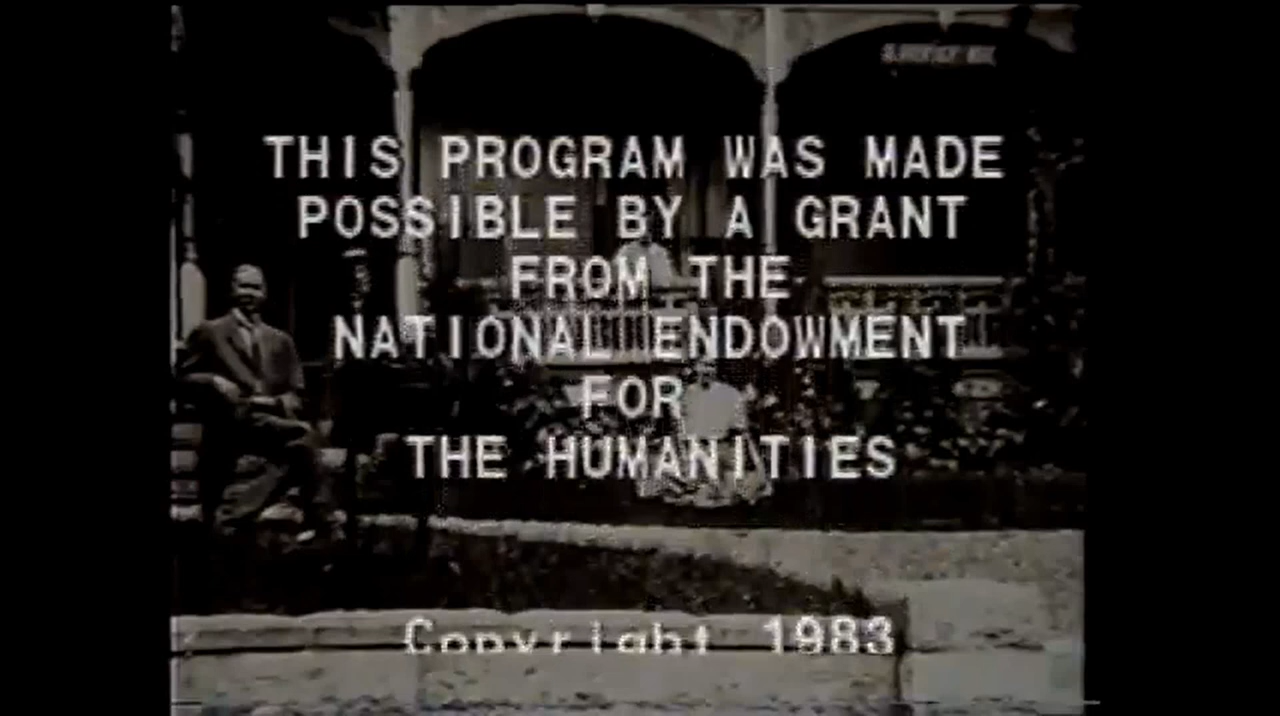 THIS PROGRAM WAS MADE
POSSIBLE BY A GRANT
FROM THE
NATIONAL ENDOWMENT
FOR
THE HUMANITIES
Copyright 1983